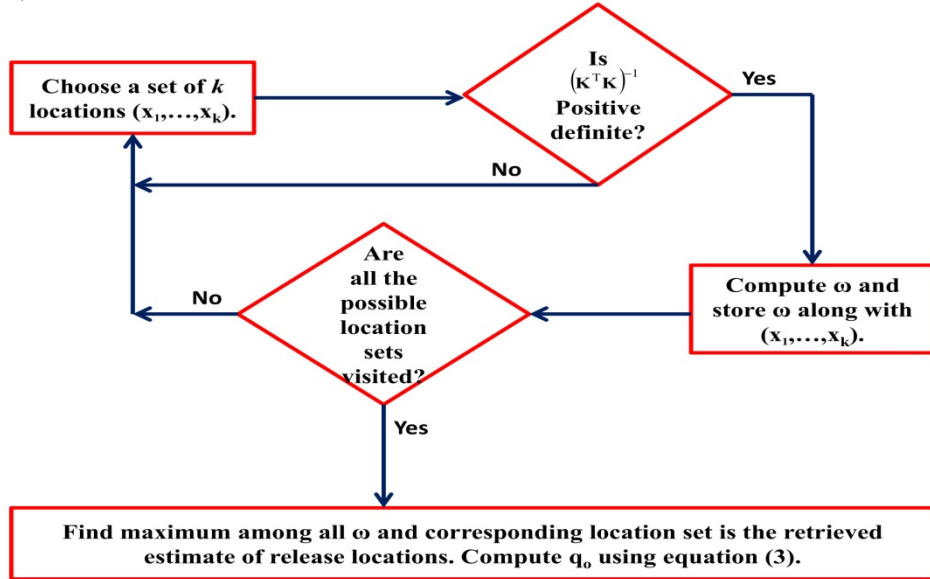 Choose a set of k
locations (x₁,...,xₖ).
Is
(KᵀK)⁻¹
Positive
definite?
Yes
No
Compute ω and
store ω along with
(x₁,...,xₖ).
Are
all the
possible
location
sets
visited?
No
Yes
Find maximum among all ω and corresponding location set is the retrieved
estimate of release locations. Compute qₒ using equation (3).